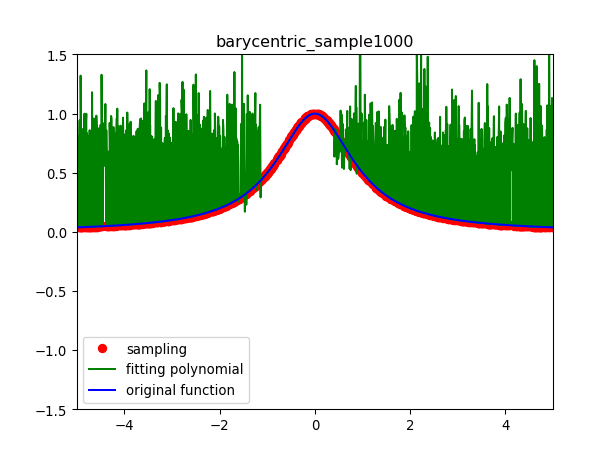 barycentric_sample1000
1.5
1.0
0.5
0.0
−0.5
−1.0
−1.5
sampling
fitting polynomial
original function
−4 −2 0 2 4